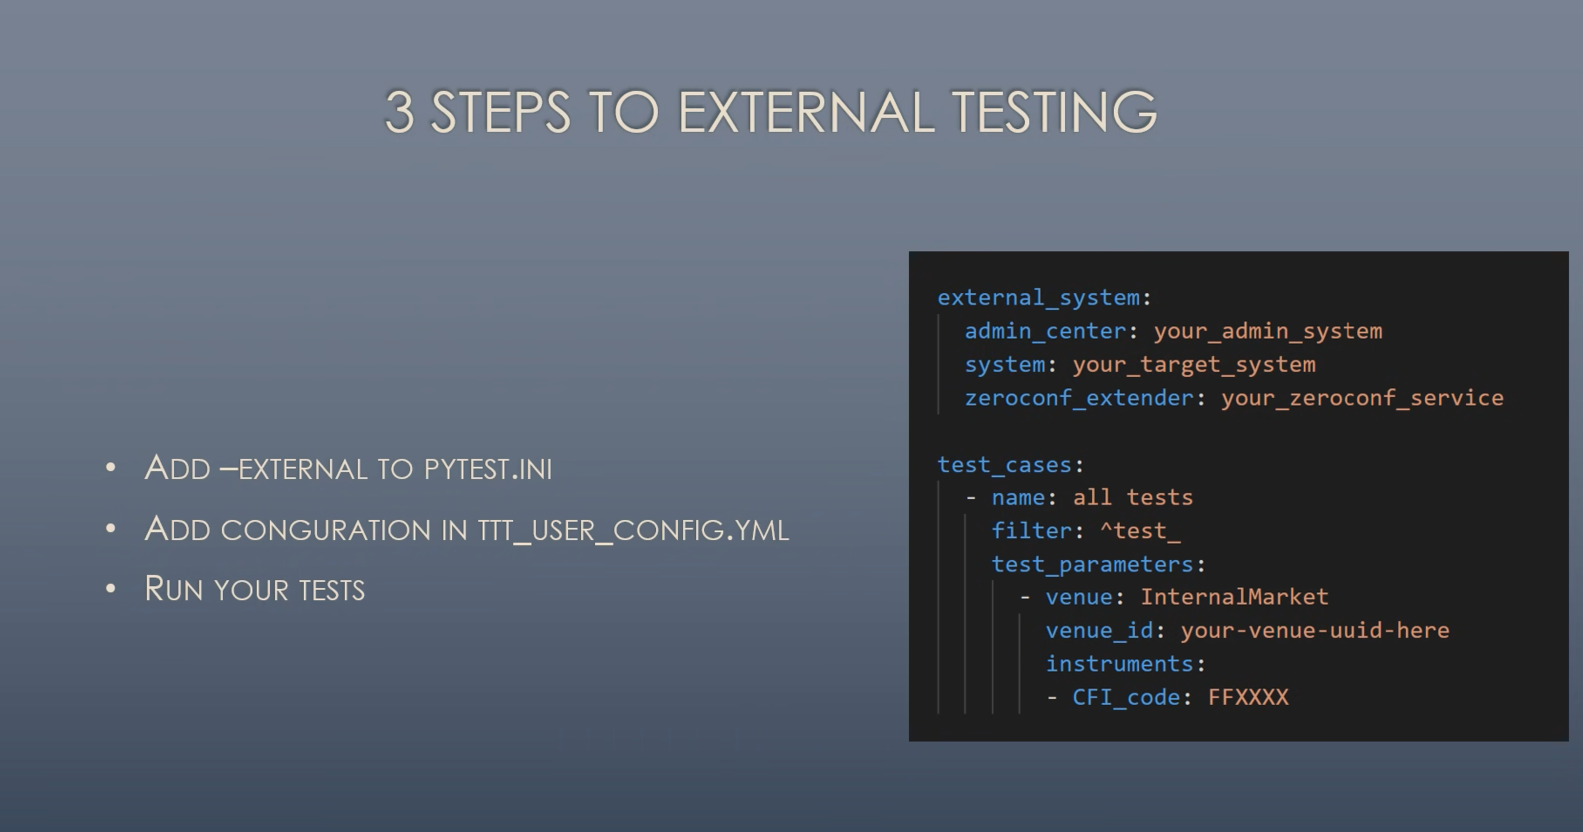 3 STEPS TO EXTERNAL TESTING
• ADD –EXTERNAL TO PYTEST.INI
• ADD CONGURATION IN TTT_USER_CONFIG.YML
• RUN YOUR TESTS
external_system:
  admin_center: your_admin_system
  system: your_target_system
  zeroconf_extender: your_zeroconf_service
test_cases:
  - name: all tests
    filter: ^test_
    test_parameters:
      - venue: InternalMarket
        venue_id: your-venue-uuid-here
        instruments:
        - CFI_code: FFXXXX